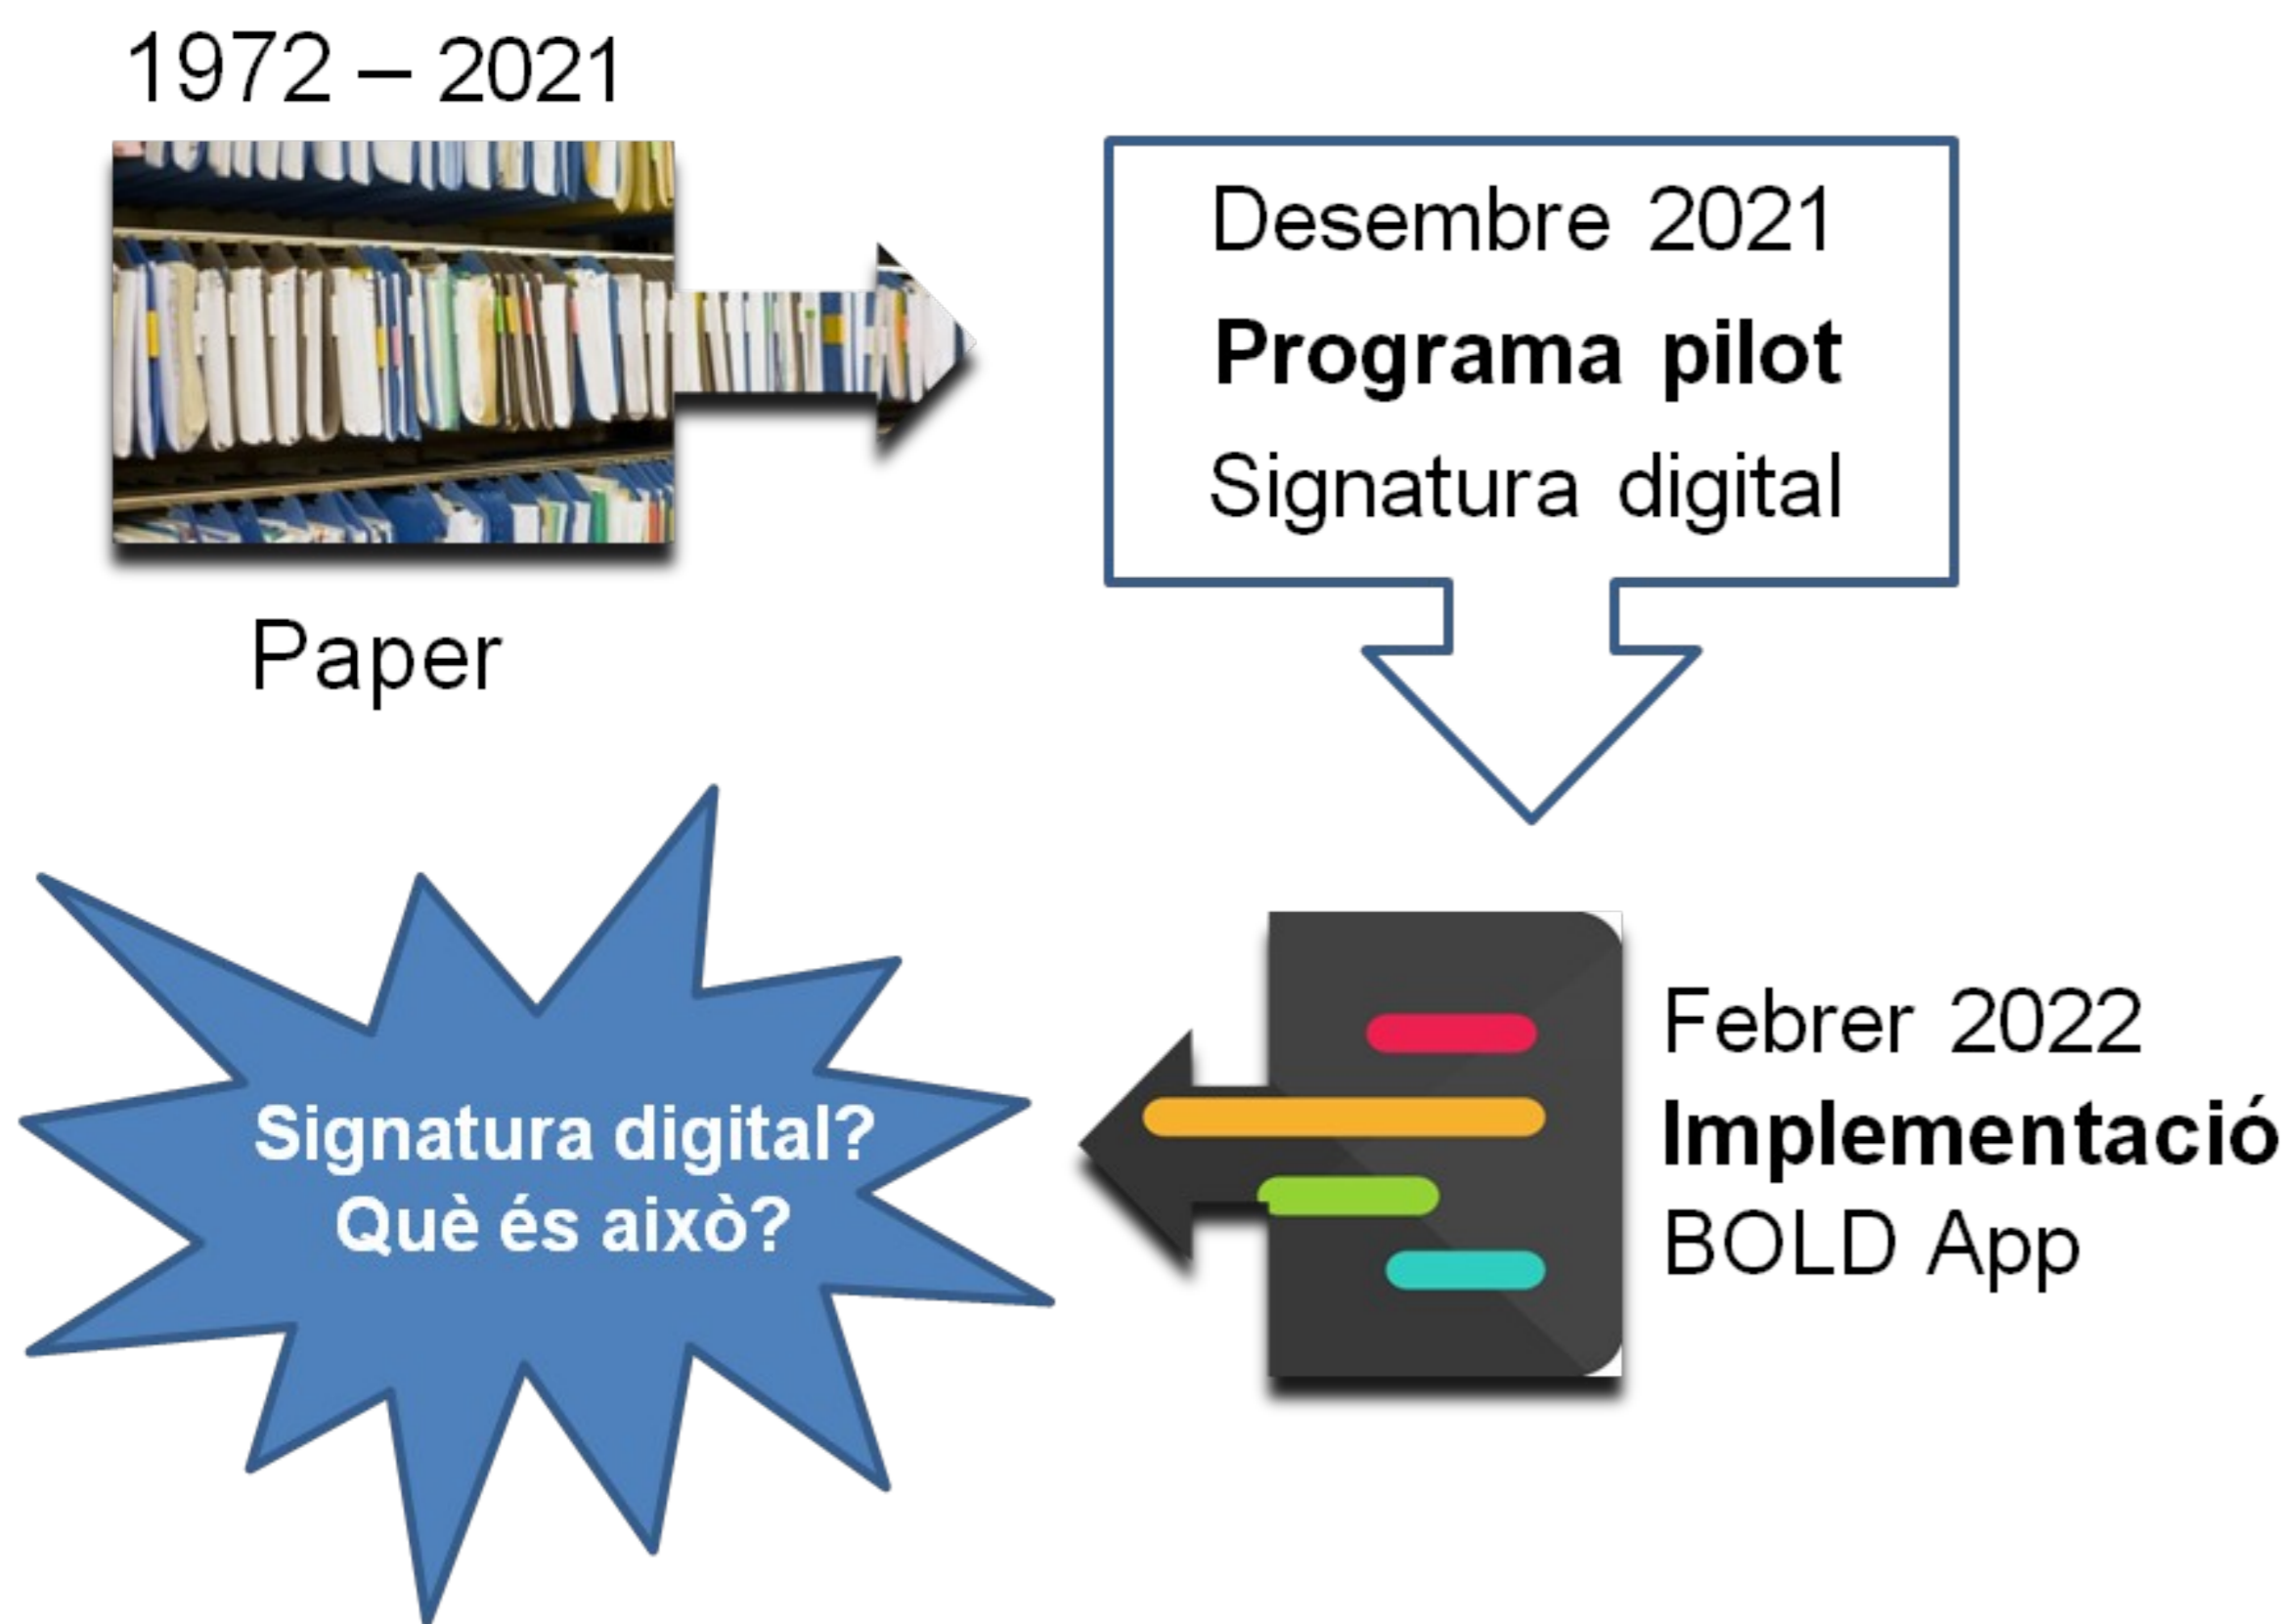 1972 – 2021
Paper
Desembre 2021
Programa pilot
Signatura digital
Febrer 2022
Implementació
BOLD App
Signatura digital?
Què és això?